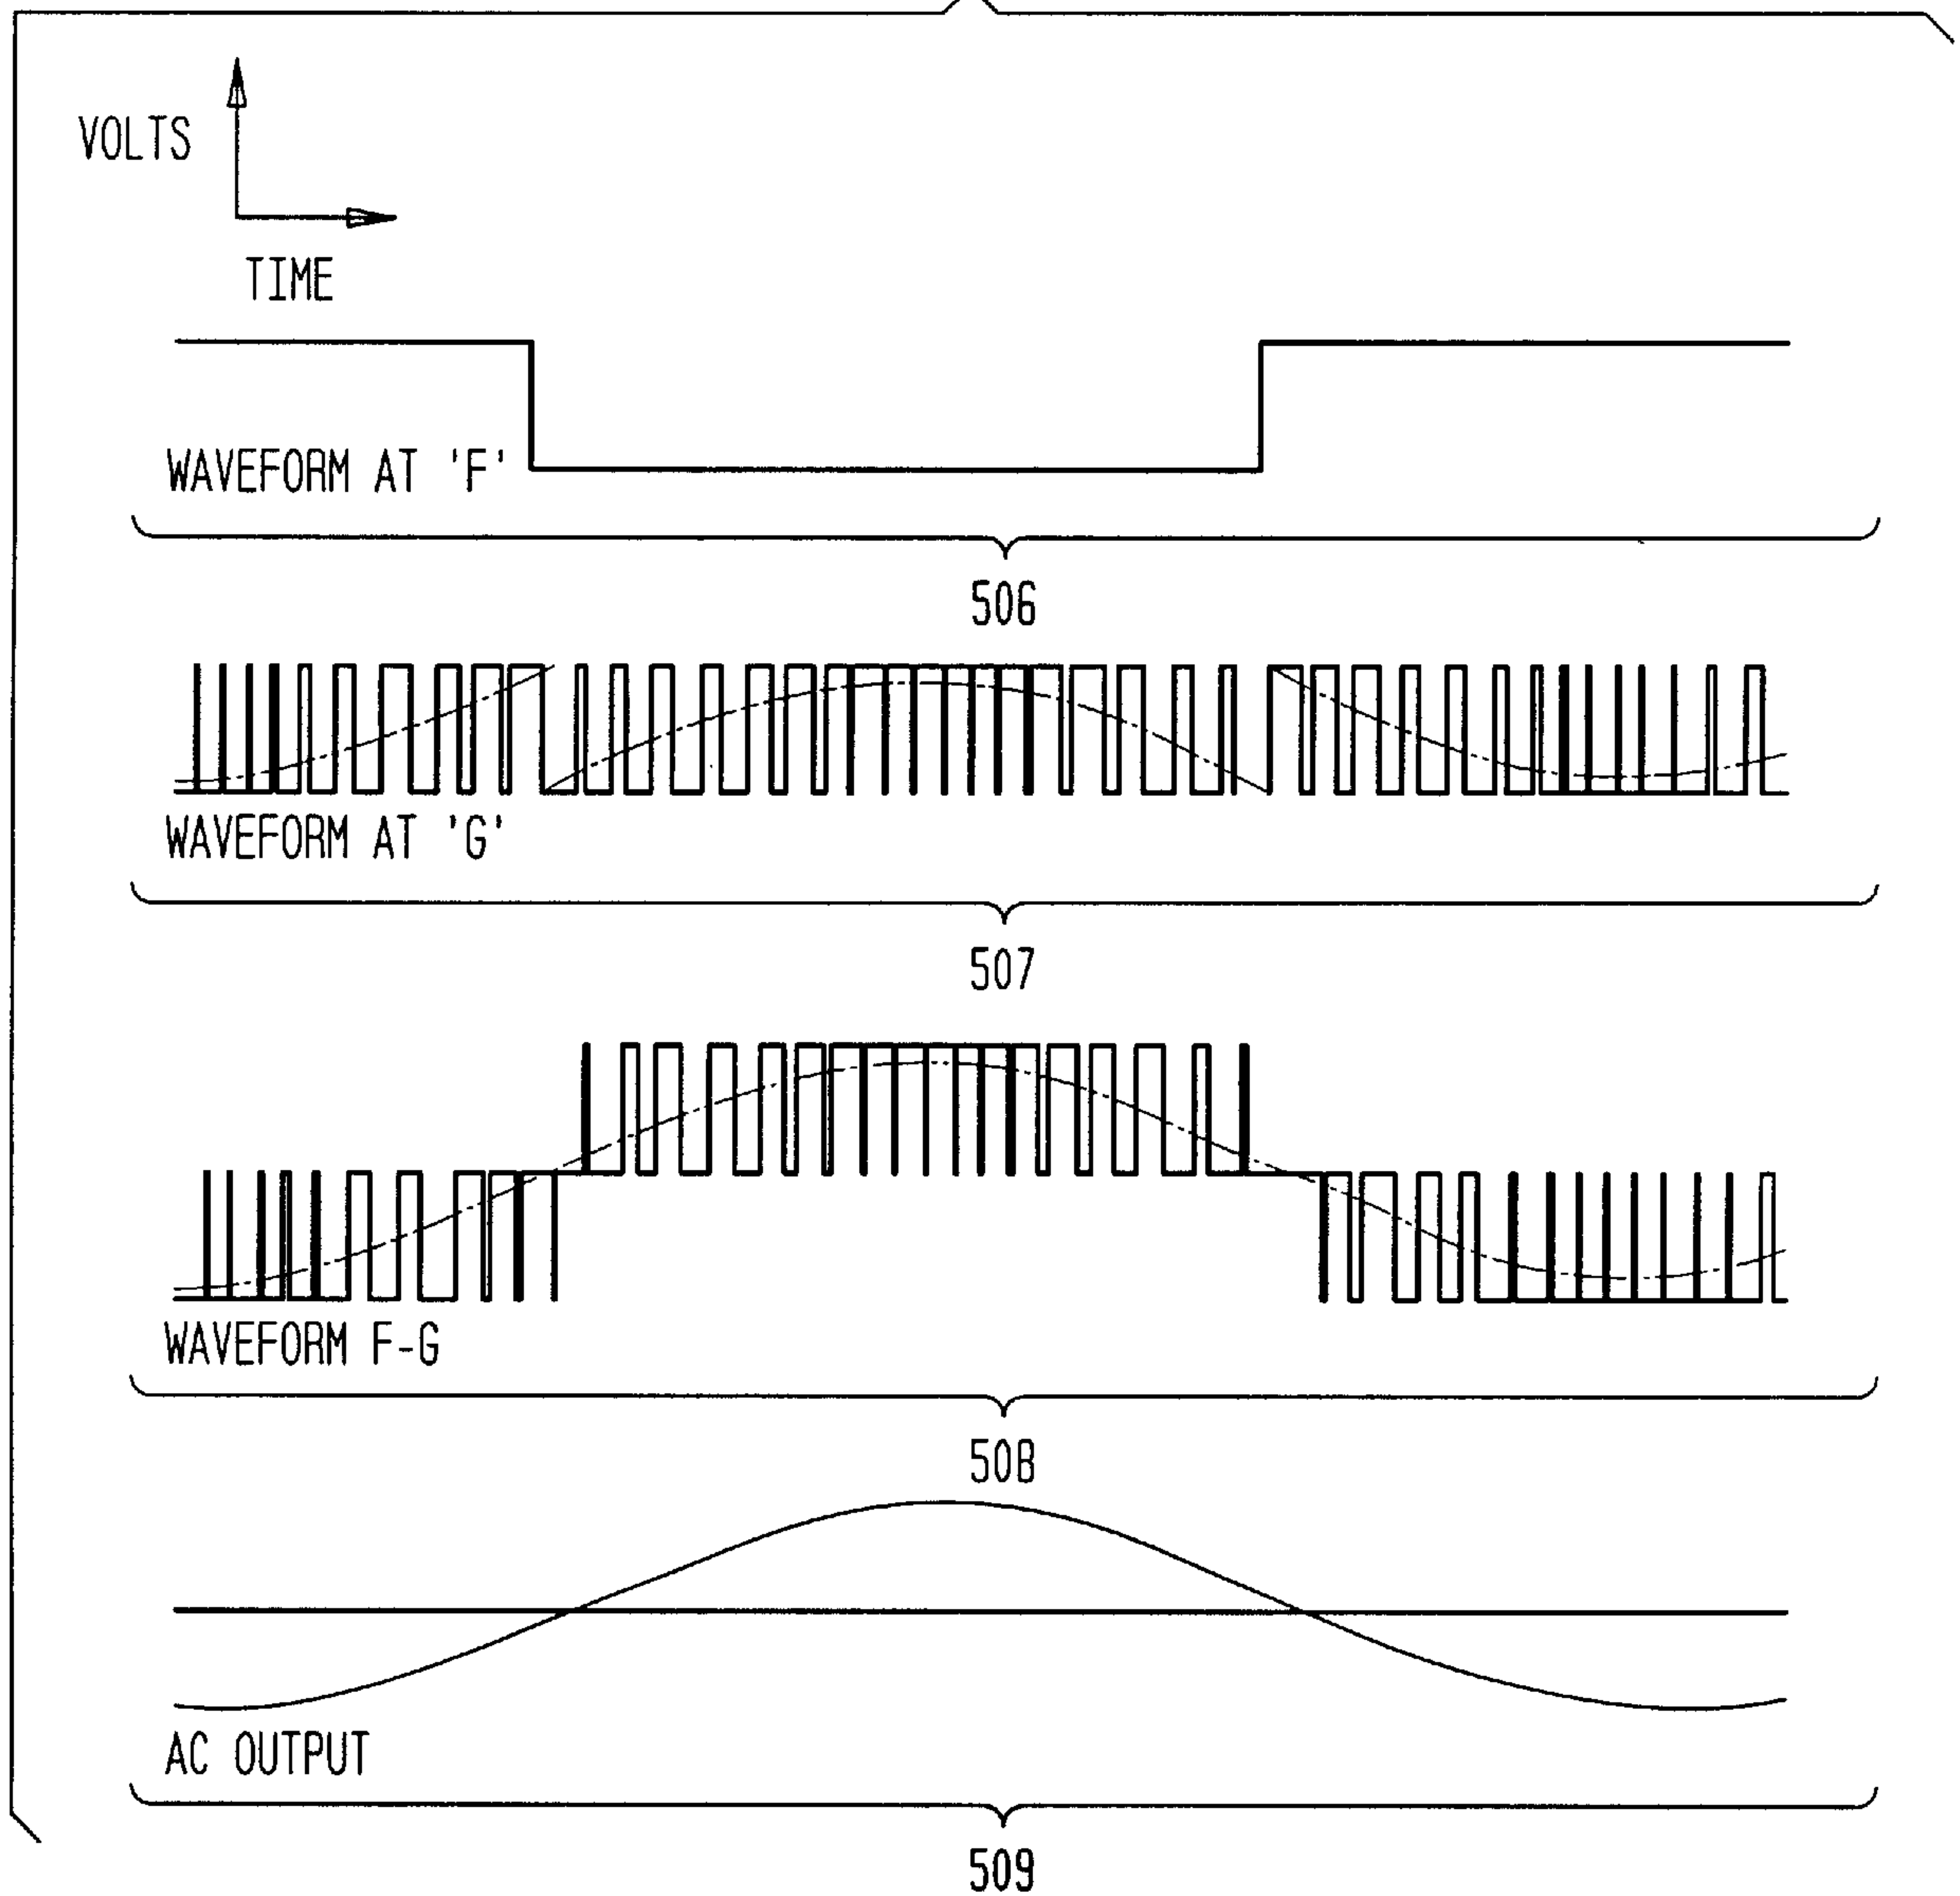 VOLTS
TIME
WAVEFORM AT 'F'
506
WAVEFORM AT 'G'
507
WAVEFORM F-G
508
AC OUTPUT
509